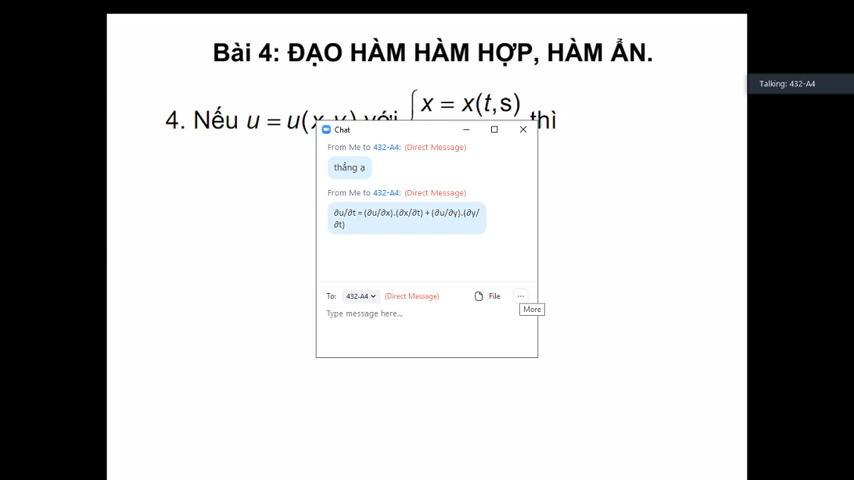 Bài 4: ĐẠO HÀM HÀM HỢP, HÀM ẨN.
Talking: 432-A4
x = x(t,s)
4. Nếu u = u(x,y) với thì
Chat
From Me to 432-A4: (Direct Message)
thắng ạ
From Me to 432-A4: (Direct Message)
∂u/∂t = (∂u/∂x).(∂x/∂t) + (∂u/∂y).(∂y/
∂t)
To: 432-A4 (Direct Message) File ...
More
Type message here...